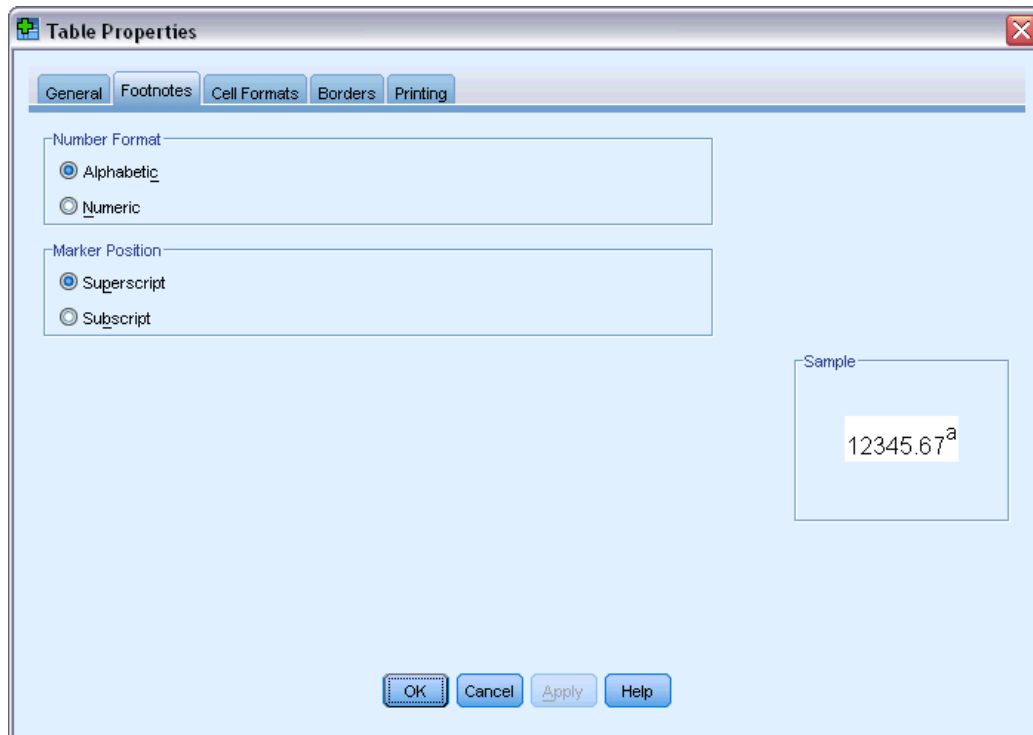 Table Properties
General Footnotes Cell Formats Borders Printing
Number Format
Alphabetic
Numeric
Marker Position
Superscript
Subscript
Sample
12345.67a
OK Cancel Apply Help